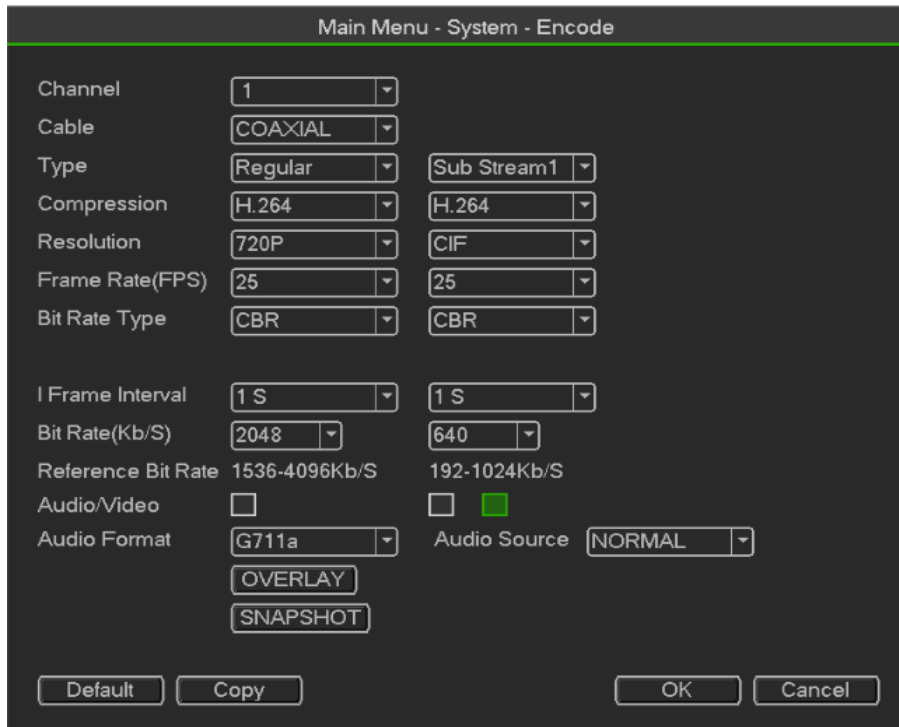 Main Menu - System - Encode
Channel 1
Cable COAXIAL
Type Regular Sub Stream1
Compression H.264 H.264
Resolution 720P CIF
Frame Rate(FPS) 25 25
Bit Rate Type CBR CBR
I Frame Interval 1 S 1 S
Bit Rate(Kb/S) 2048 640
Reference Bit Rate 1536-4096Kb/S 192-1024Kb/S
Audio/Video
Audio Format G711a Audio Source NORMAL
OVERLAY
SNAPSHOT
Default Copy OK Cancel